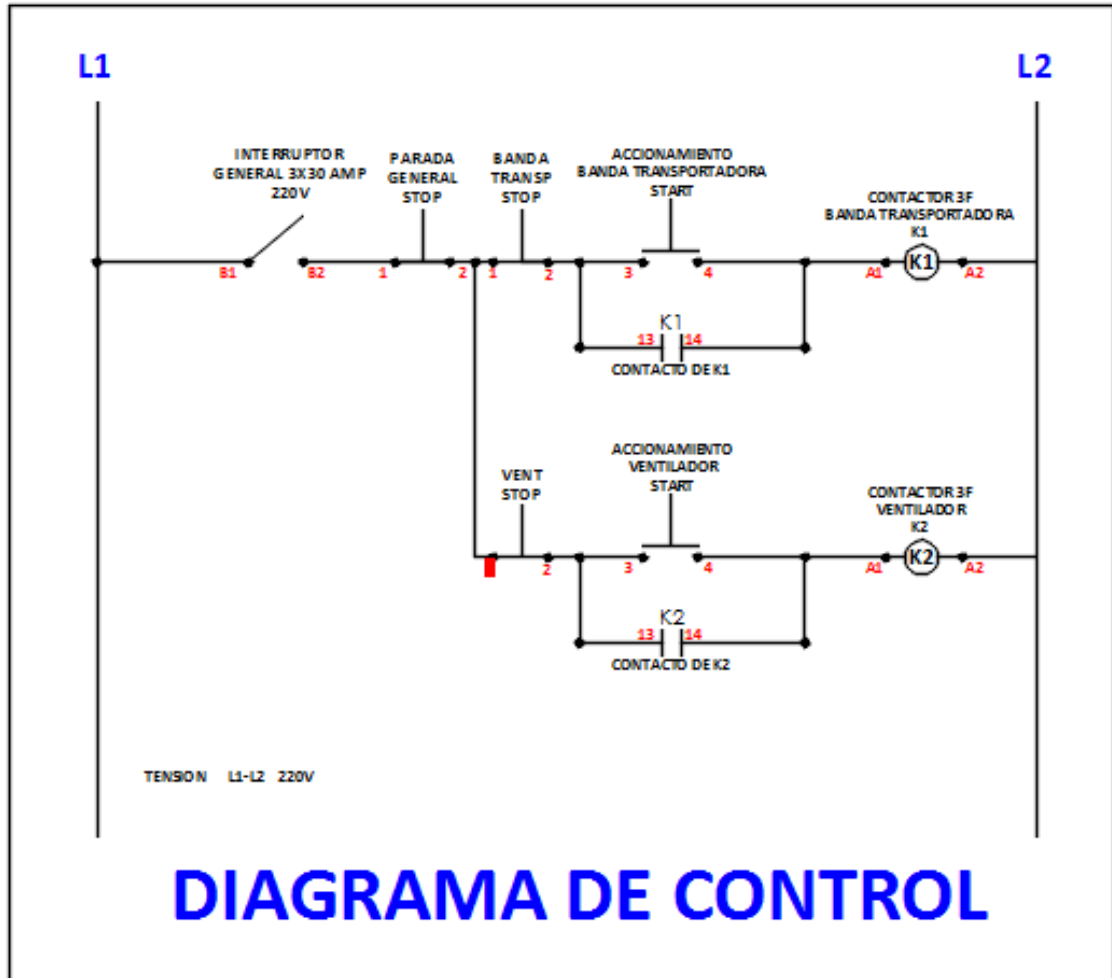 L1
L2
INTERRUPTOR
GENERAL 3X30 AMP
220V
PARADA
GENERAL
STOP
BANDA
TRANSP
STOP
ACCIONAMIENTO
BANDA TRANSPORTADORA
START
CONTACTOR 3F
BANDA TRANSPORTADORA
K1
B1 B2 1 2 1 2 3 4 A1 K1 A2
K1
13 14
CONTACTO DE K1
VENT
STOP
ACCIONAMIENTO
VENTILADOR
START
CONTACTOR 3F
VENTILADOR
K2
2 3 4 A1 K2 A2
K2
13 14
CONTACTO DE K2
TENSION L1-L2 220V
DIAGRAMA DE CONTROL